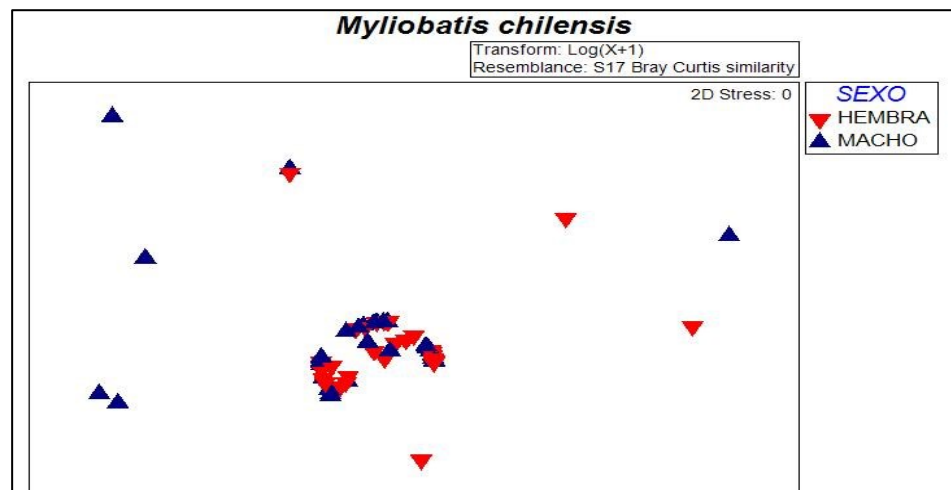 Myliobatis chilensis
Transform: Log(X+1)
Resemblance: S17 Bray Curtis similarity
2D Stress: 0
SEXO
HEMBRA
MACHO